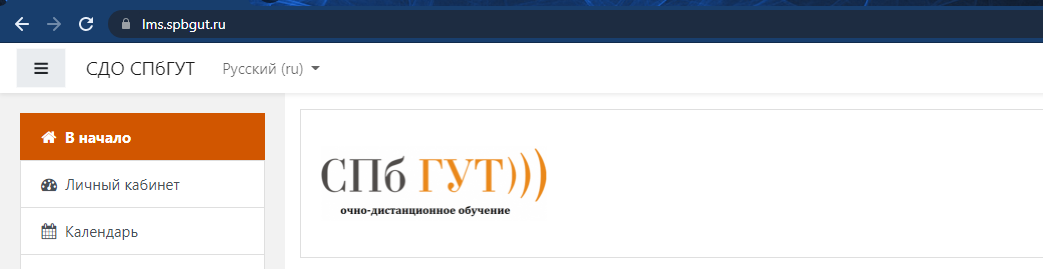 lms.spbgut.ru
СДО СПбГУТ Русский (ru)
В начало
Личный кабинет
Календарь
СПб ГУТ)))
очно-дистанционное обучение